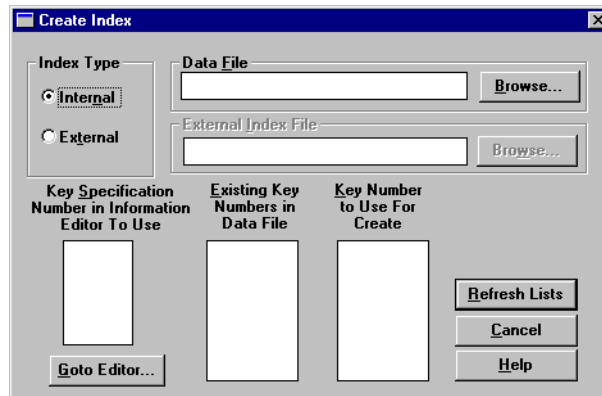 Create Index
Index Type
Internal
External
Data File
Browse...
External Index File
Browse...
Key Specification
Number in Information
Editor To Use
Existing Key
Numbers in
Data File
Key Number
to Use For
Create
Goto Editor...
Refresh Lists
Cancel
Help